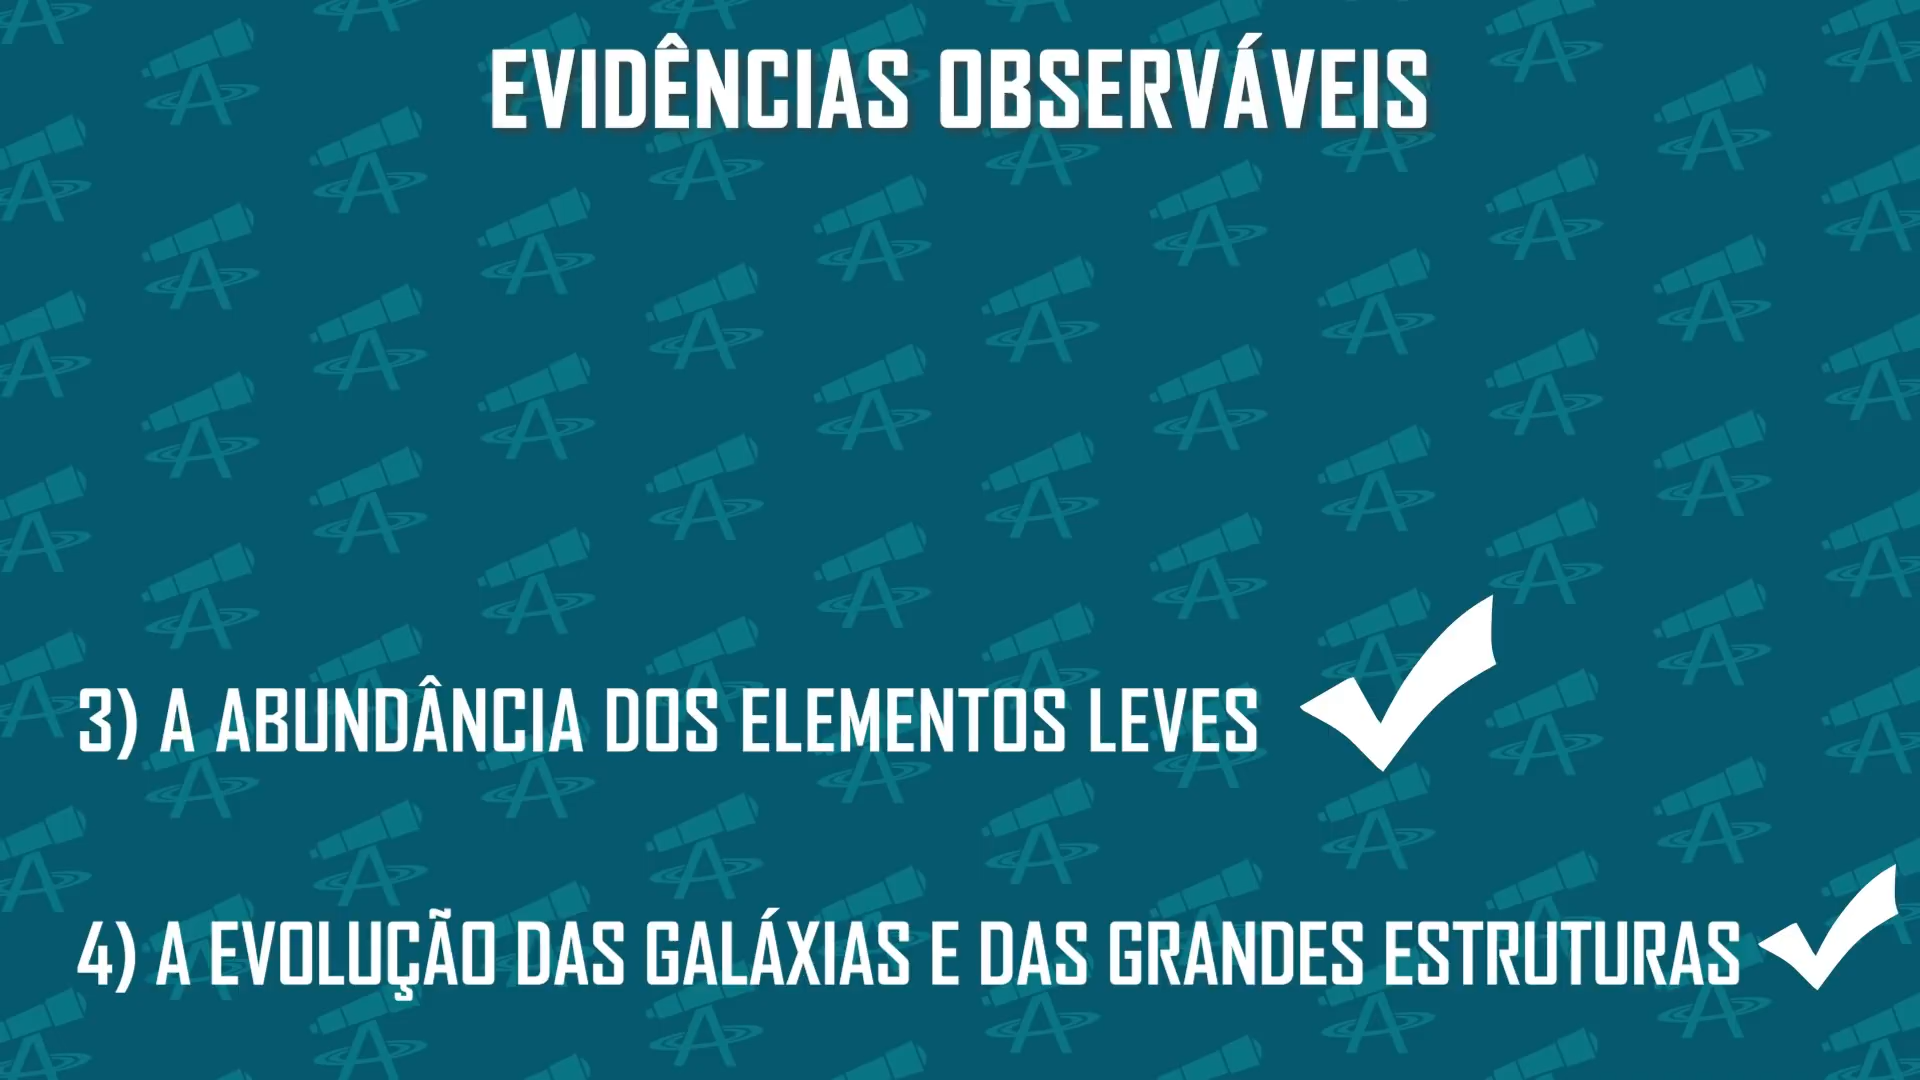 EVIDÊNCIAS OBSERVÁVEIS
3) A ABUNDÂNCIA DOS ELEMENTOS LEVES
4) A EVOLUÇÃO DAS GALÁXIAS E DAS GRANDES ESTRUTURAS